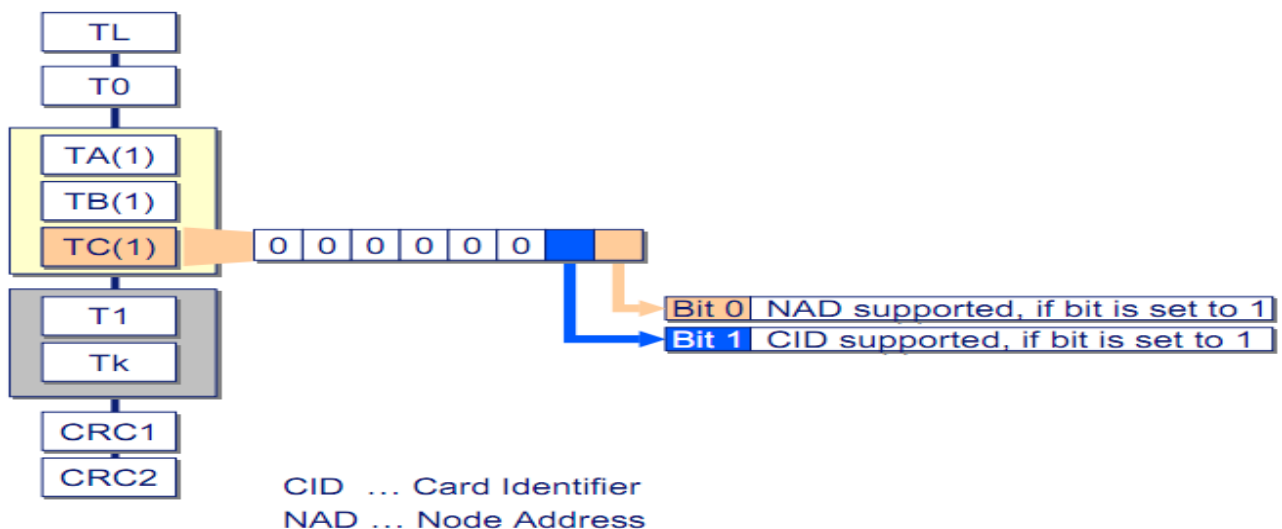 TL
T0
TA(1)
TB(1)
TC(1)
0 0 0 0 0 0
Bit 0 NAD supported, if bit is set to 1
Bit 1 CID supported, if bit is set to 1
T1
Tk
CRC1
CRC2
CID ... Card Identifier
NAD ... Node Address